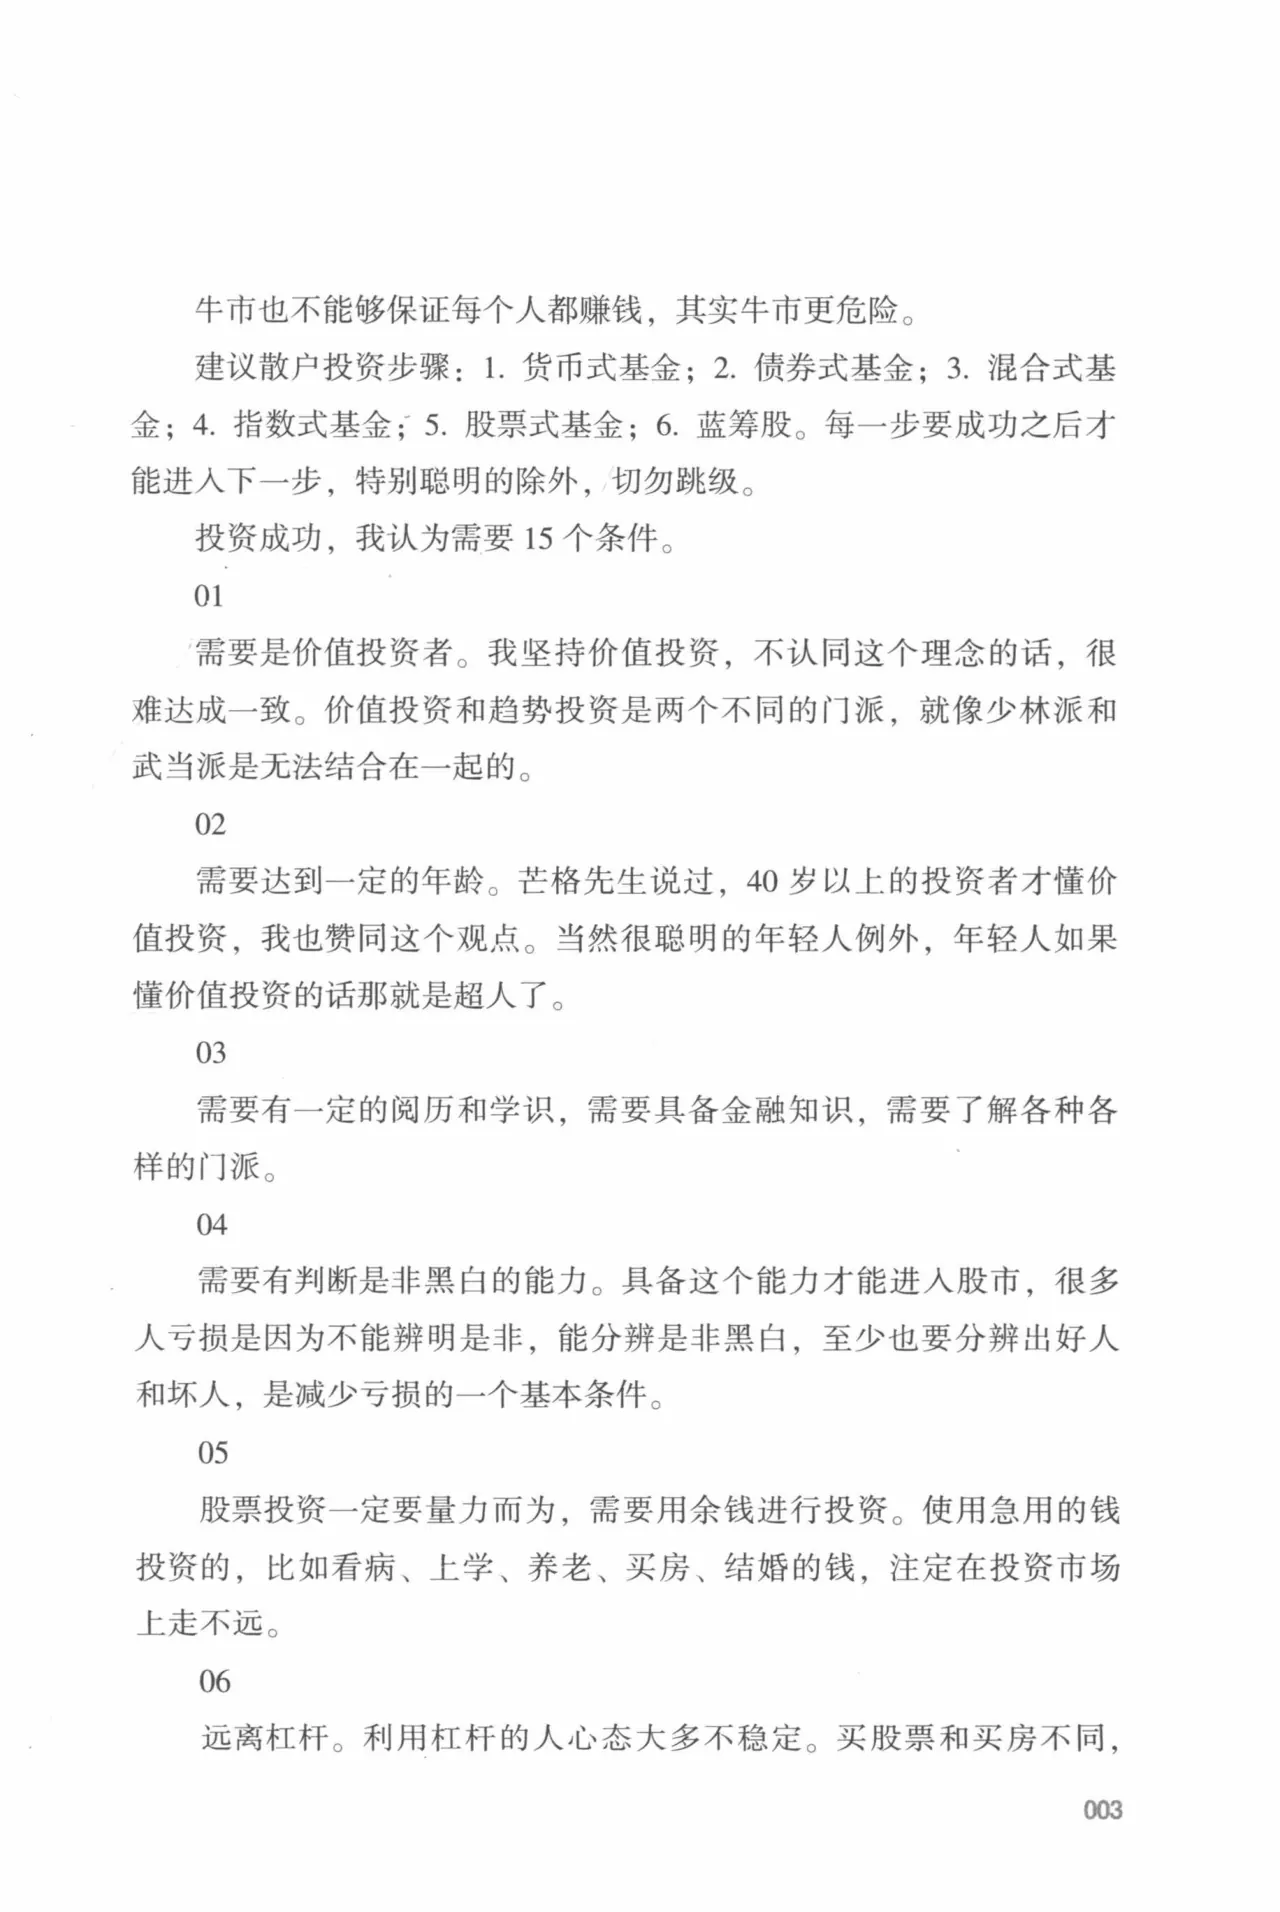 牛市也不能够保证每个人都赚钱，其实牛市更危险。
建议散户投资步骤：1. 货币式基金；2. 债券式基金；3. 混合式基
金；4. 指数式基金；5. 股票式基金；6. 蓝筹股。每一步要成功之后才
能进入下一步，特别聪明的除外，切勿跳级。
投资成功，我认为需要 15 个条件。
01
需要是价值投资者。我坚持价值投资，不认同这个理念的话，很
难达成一致。价值投资和趋势投资是两个不同的门派，就像少林派和
武当派是无法结合在一起的。
02
需要达到一定的年龄。芒格先生说过，40 岁以上的投资者才懂价
值投资，我也赞同这个观点。当然很聪明的年轻人例外，年轻人如果
懂价值投资的话那就是超人了。
03
需要有一定的阅历和学识，需要具备金融知识，需要了解各种各
样的门派。
04
需要有判断是非黑白的能力。具备这个能力才能进入股市，很多
人亏损是因为不能辨明是非，能分辨是非黑白，至少也要分辨出好人
和坏人，是减少亏损的一个基本条件。
05
股票投资一定要量力而为，需要用余钱进行投资。使用急用的钱
投资的，比如看病、上学、养老、买房、结婚的钱，注定在投资市场
上走不远。
06
远离杠杆。利用杠杆的人心态大多不稳定。买股票和买房不同，
003